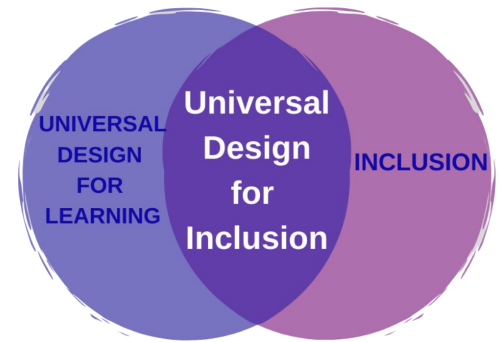 UNIVERSAL
DESIGN
FOR
LEARNING
Universal
Design
for
Inclusion
INCLUSION